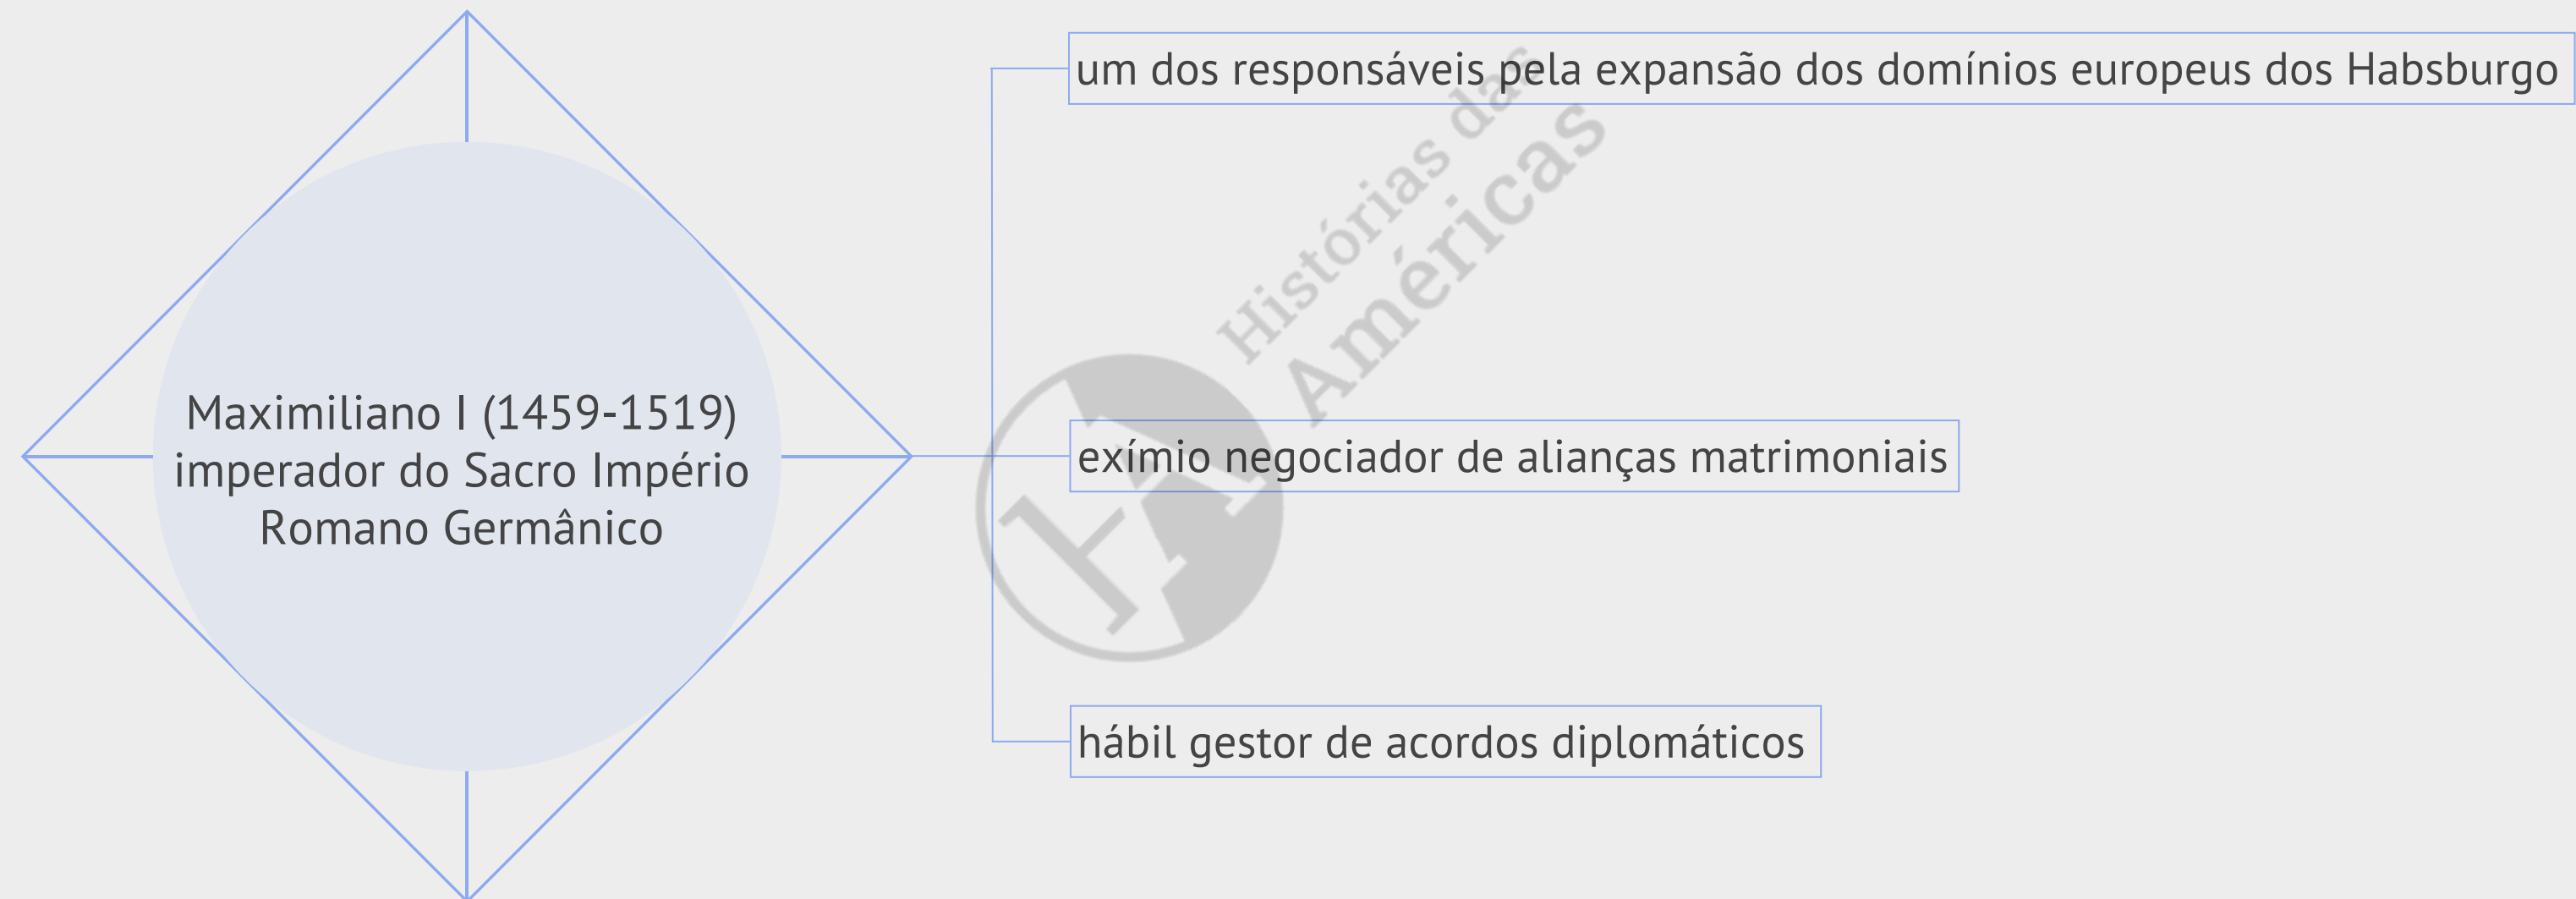 um dos responsáveis pela expansão dos domínios europeus dos Habsburgo
Histórias das
Américas
Maximiliano I (1459-1519)
imperador do Sacro Império
Romano Germânico
exímio negociador de alianças matrimoniais
HA
hábil gestor de acordos diplomáticos